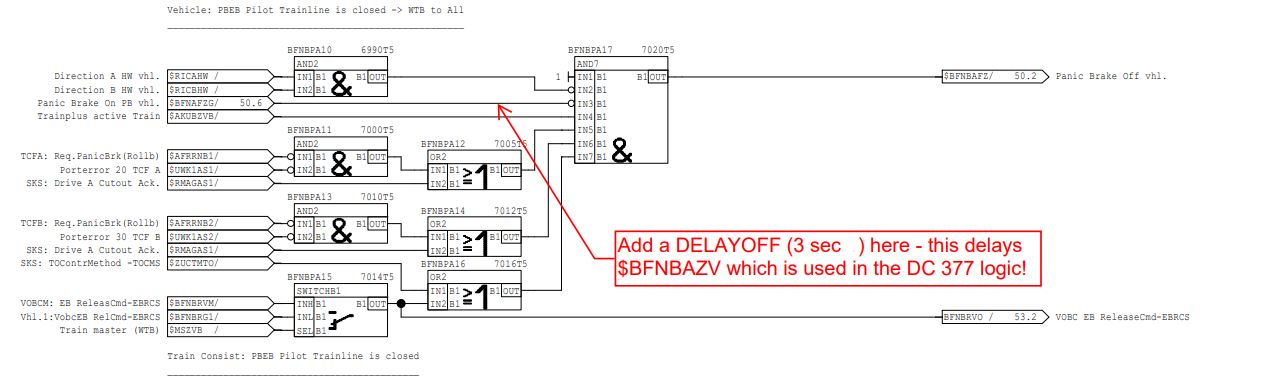 Vehicle: PBEB Pilot Trainline is closed -> WTB to All
BFNBPA10 6990T5
BFNBPA17 7020T5
AND2
AND7
Direction A HW vhl. $RICAHW / IN1 B1 & B1 OUT
1 IN1 B1 B1 OUT
$BFNBAFZ/ 50.2 Panic Brake Off vhl.
Direction B HW vhl. $RICBHW / IN2 B1
IN2 B1
Panic Brake On PB vhl. $BFNAFZG/ 50.6
IN3 B1
Trainplus active Train $AKUBZVB/
IN4 B1
BFNBPA11 7000T5
IN5 B1
AND2
BFNBPA12 7005T5
IN6 B1 &
TCFA: Req.PanicBrk(Rollb) $AFRRNB1/ IN1 B1 & B1 OUT
OR2
IN7 B1
Porterror 20 TCF A $UWK1AS1/ IN2 B1
IN1 B1 ≥1 B1 OUT
SKS: Drive A Cutout Ack. $RMAGAS1/
IN2 B1
BFNBPA13 7010T5
AND2
BFNBPA14 7012T5
TCFB: Req.PanicBrk(Rollb $AFRRNB2/ IN1 B1 & B1 OUT
OR2
Porterror 30 TCF B $UWK1AS2/ IN2 B1
IN1 B1 ≥1 B1 OUT
SKS: Drive A Cutout Ack. $RMAGAS1/
IN2 B1
Add a DELAYOFF (3 sec ) here - this delays
$BFNBAZV which is used in the DC 377 logic!
SKS: TOContrMethod -TOCMS $ZUCTMTO/
BFNBPA16 7016T5
BFNBPA15 7014T5
OR2
SWITCHB1
IN1 B1 ≥1 B1 OUT
VOBCM: EB ReleasCmd-EBRCS $BFNBRVM/ INH B1 B1 OUT
IN2 B1
Vhl.1:VobcEB RelCmd-EBRCS $BFNBRG1/ INL B1
BFNBRVO / 53.2 VOBC EB ReleaseCmd-EBRCS
Train master (WTB) $MSZVB / SEL B1
Train Consist: PBEB Pilot Trainline is closed